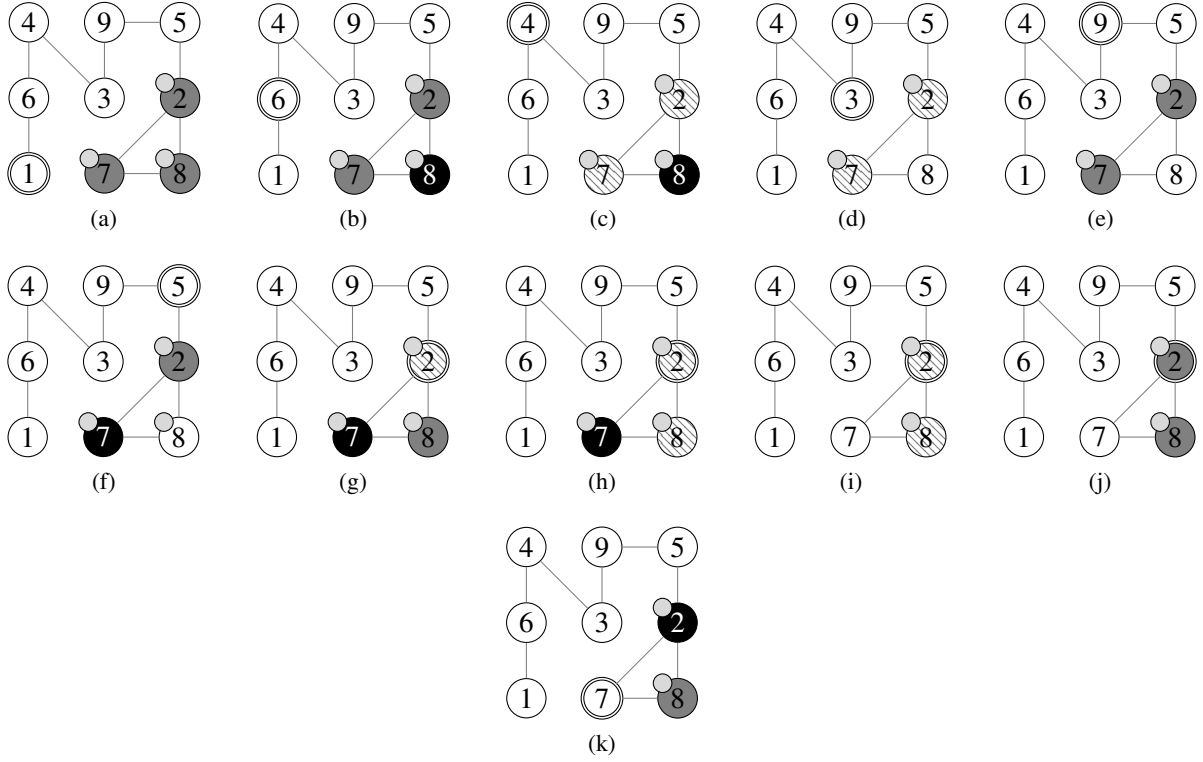 4 9 5 4 9 5 4 9 5 4 9 5 4 9 5
6 3 2 6 3 2 6 3 2 6 3 2 6 3 2
1 7 8 1 7 8 1 7 8 1 7 8 1 7 8
(a) (b) (c) (d) (e)
4 9 5 4 9 5 4 9 5 4 9 5 4 9 5
6 3 2 6 3 2 6 3 2 6 3 2 6 3 2
1 7 8 1 7 8 1 7 8 1 7 8 1 7 8
(f) (g) (h) (i) (j)
4 9 5
6 3 2
1 7 8
(k)